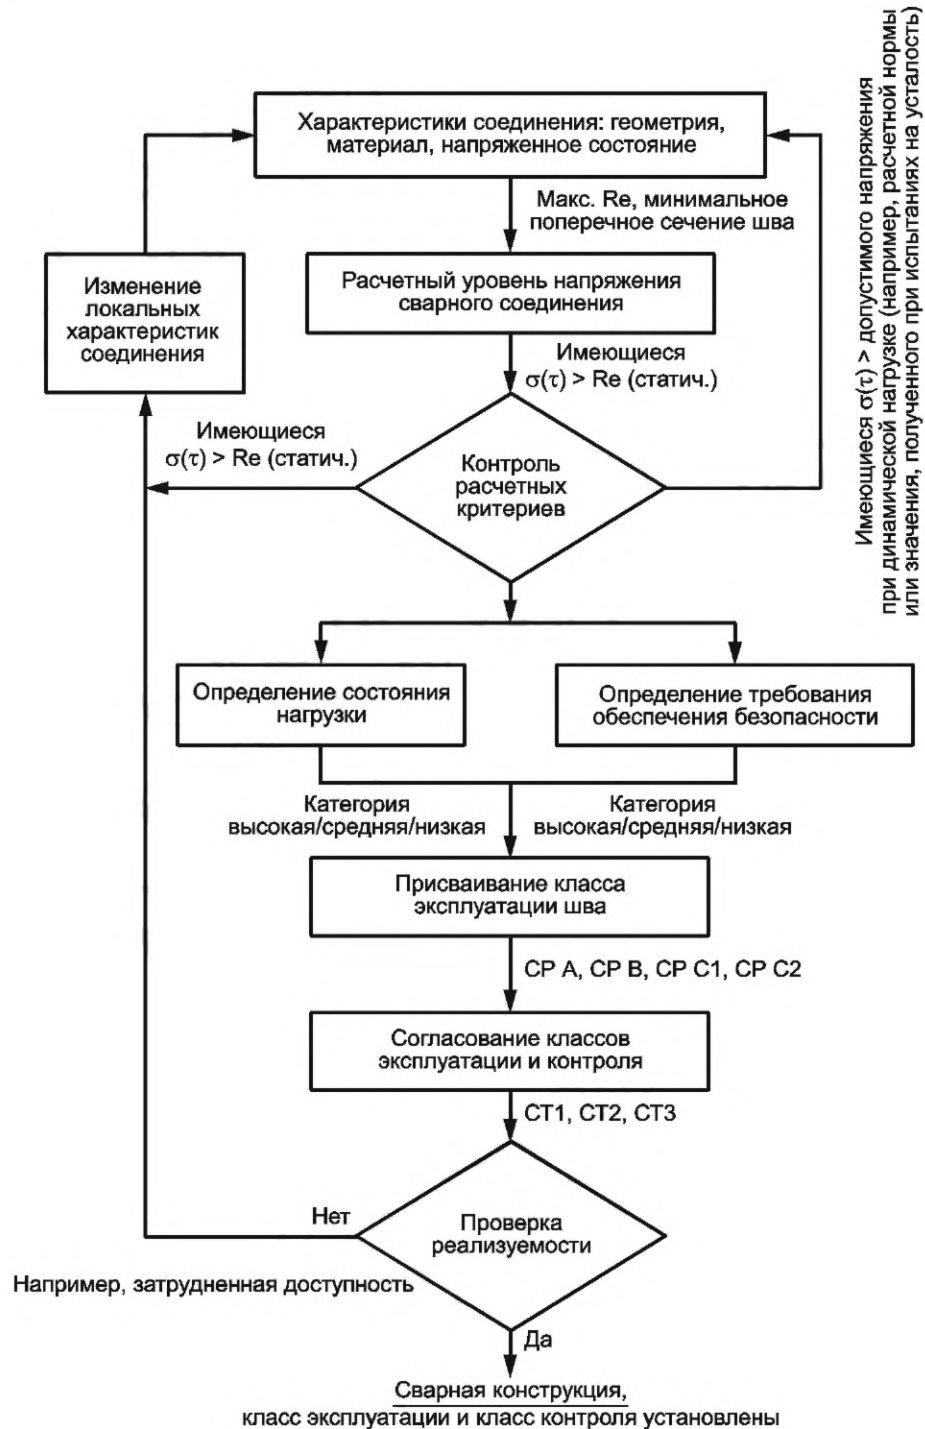 Характеристики соединения: геометрия,
материал, напряженное состояние
Имеющиеся σ(τ) > допустимого напряжения
при динамической нагрузке (например, расчетной нормы
или значения, полученного при испытаниях на усталость)
Макс. Re, минимальное
поперечное сечение шва
Изменение
локальных
характеристик
соединения
Расчетный уровень напряжения
сварного соединения
Имеющиеся
σ(τ) > Re (статич.)
Имеющиеся
σ(τ) > Re (статич.)
Контроль
расчетных
критериев
Определение состояния
нагрузки
Определение требования
обеспечения безопасности
Категория
высокая/средняя/низкая
Категория
высокая/средняя/низкая
Присваивание класса
эксплуатации шва
CP A, CP B, CP C1, CP C2
Согласование классов
эксплуатации и контроля
CT1, CT2, CT3
Нет
Проверка
реализуемости
Например, затрудненная доступность
Да
Сварная конструкция,
класс эксплуатации и класс контроля установлены